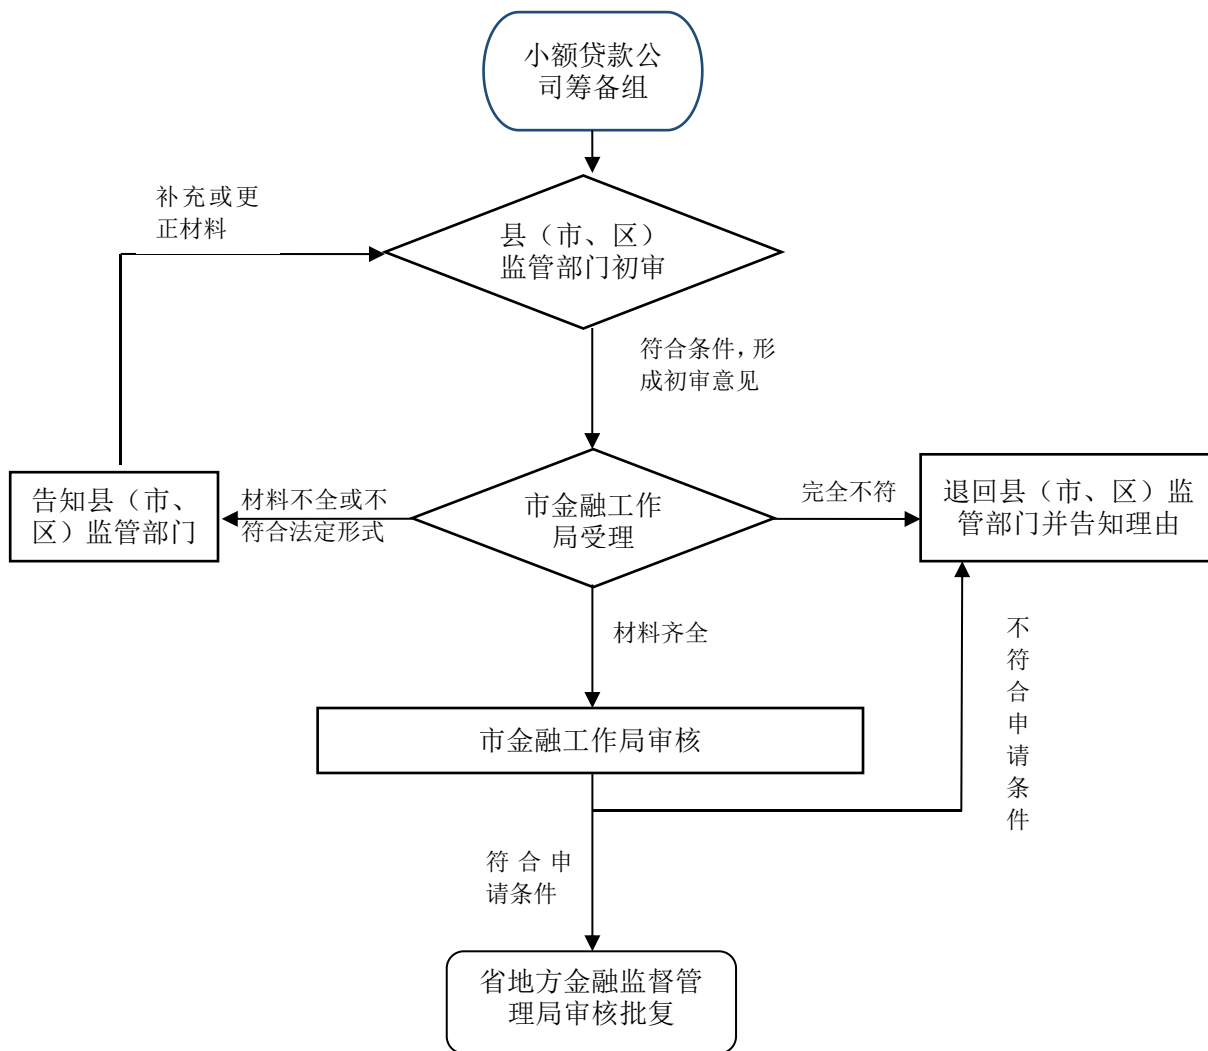 小额贷款公
司筹备组
补充或更
正材料
县（市、区）
监管部门初审
符合条件，形
成初审意见
告知县（市、
区）监管部门
材料不全或不
符合法定形式
市金融工作
局受理
完全不符
退回县（市、区）监
管部门并告知理由
材料齐全
不
符
合
申
请
条
件
市金融工作局审核
符合申
请条件
省地方金融监督管
理局审核批复